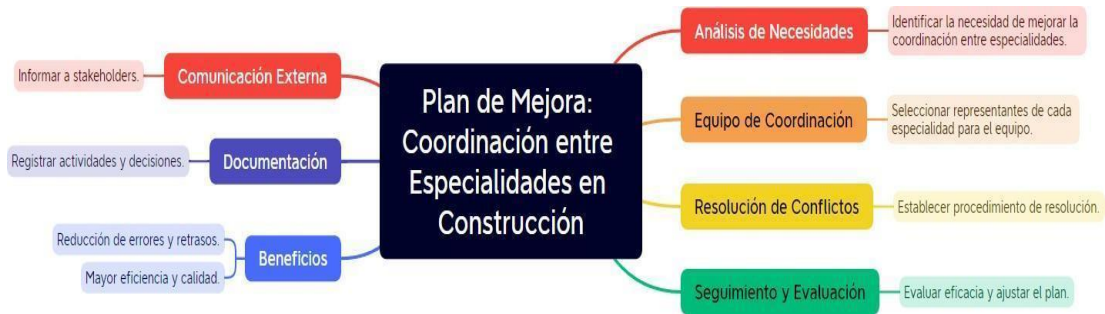 Plan de Mejora:
Coordinación entre
Especialidades en
Construcción
Análisis de Necesidades
Identificar la necesidad de mejorar la
coordinación entre especialidades.
Equipo de Coordinación
Seleccionar representantes de cada
especialidad para el equipo.
Resolución de Conflictos
Establecer procedimiento de resolución.
Seguimiento y Evaluación
Evaluar eficacia y ajustar el plan.
Comunicación Externa
Informar a stakeholders.
Documentación
Registrar actividades y decisiones.
Beneficios
Reducción de errores y retrasos.
Mayor eficiencia y calidad.